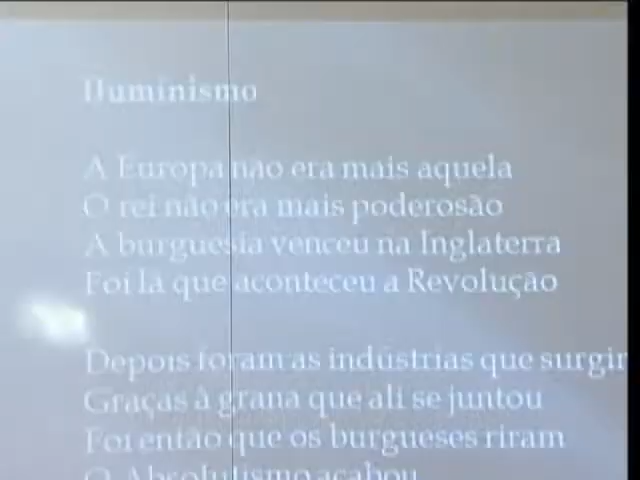 Iluminismo
A Europa não era mais aquela
O rei não era mais poderosão
A burguesia venceu na Inglaterra
Foi lá que aconteceu a Revolução
Depois foram as indústrias que surgir
Graças à grana que ali se juntou
Foi então que os burgueses riram
O Absolutismo acabou